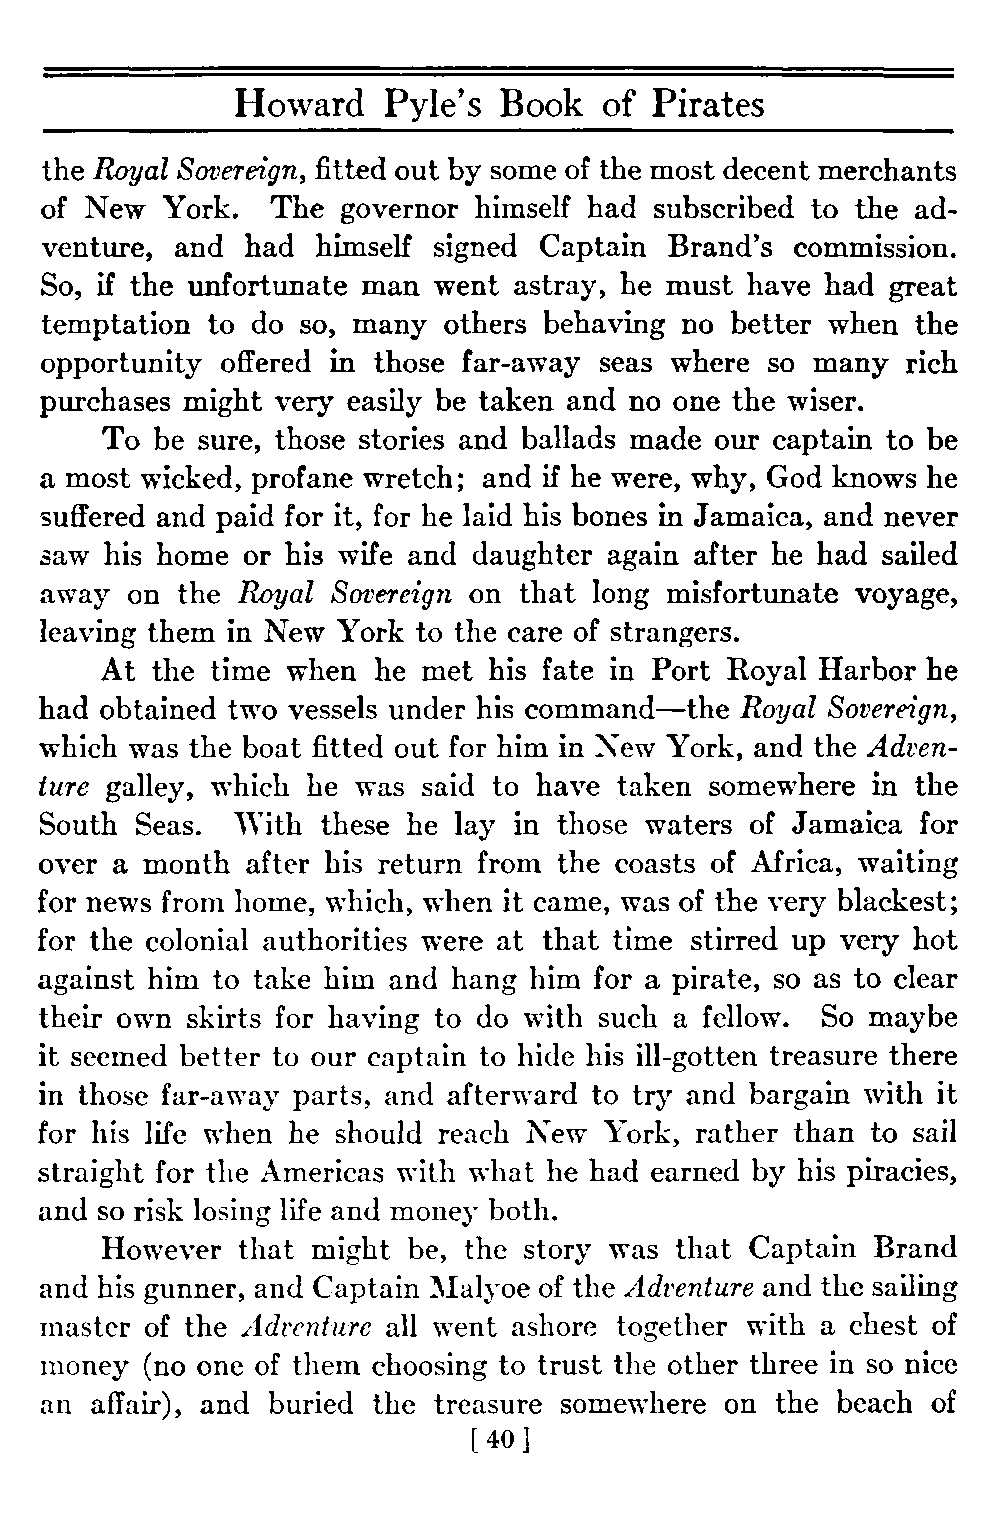 Howard Pyle's Book of Pirates
the Royal Sovereign, fitted out by some of the most decent merchants
of New York. The governor himself had subscribed to the ad-
venture, and had himself signed Captain Brand's commission.
So, if the unfortunate man went astray, he must have had great
temptation to do so, many others behaving no better when the
opportunity offered in those far-away seas where so many rich
purchases might very easily be taken and no one the wiser.
To be sure, those stories and ballads made our captain to be
a most wicked, profane wretch; and if he were, why, God knows he
suffered and paid for it, for he laid his bones in Jamaica, and never
saw his home or his wife and daughter again after he had sailed
away on the Royal Sovereign on that long misfortunate voyage,
leaving them in New York to the care of strangers.
At the time when he met his fate in Port Royal Harbor he
had obtained two vessels under his command—the Royal Sovereign,
which was the boat fitted out for him in New York, and the Adven-
ture galley, which he was said to have taken somewhere in the
South Seas. With these he lay in those waters of Jamaica for
over a month after his return from the coasts of Africa, waiting
for news from home, which, when it came, was of the very blackest;
for the colonial authorities were at that time stirred up very hot
against him to take him and hang him for a pirate, so as to clear
their own skirts for having to do with such a fellow. So maybe
it seemed better to our captain to hide his ill-gotten treasure there
in those far-away parts, and afterward to try and bargain with it
for his life when he should reach New York, rather than to sail
straight for the Americas with what he had earned by his piracies,
and so risk losing life and money both.
However that might be, the story was that Captain Brand
and his gunner, and Captain Malyoe of the Adventure and the sailing
master of the Adventure all went ashore together with a chest of
money (no one of them choosing to trust the other three in so nice
an affair), and buried the treasure somewhere on the beach of
[ 40 ]